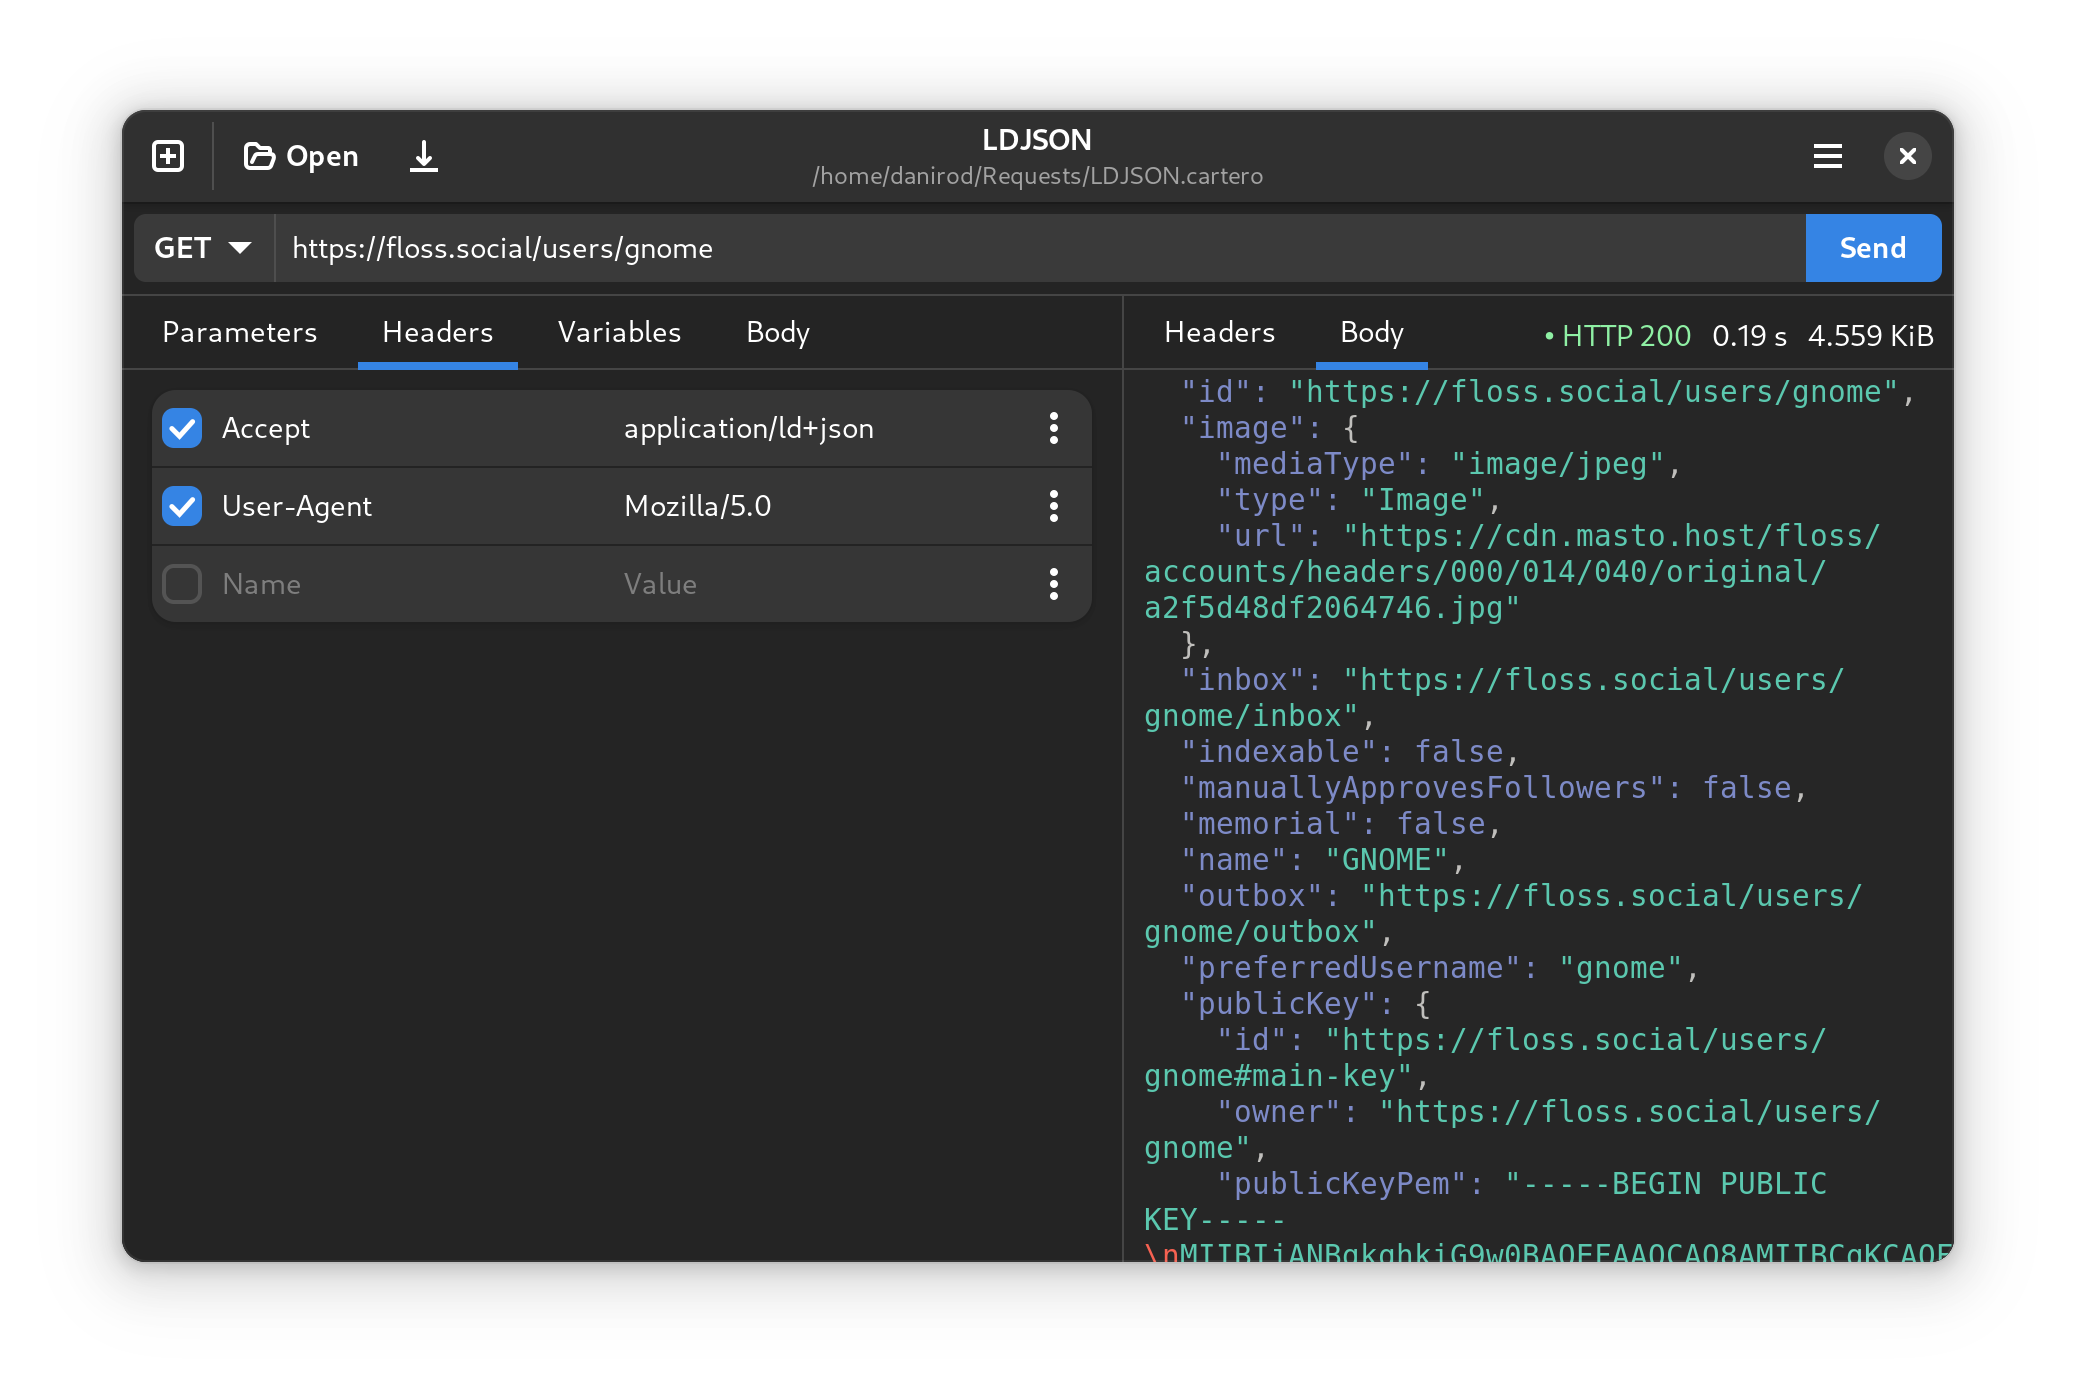 Open
LDJSON
/home/danirod/Requests/LDJSON.cartero
GET
https://floss.social/users/gnome
Send
Parameters
Headers
Variables
Body
Accept
application/ld+json
User-Agent
Mozilla/5.0
Name
Value
Headers
Body
• HTTP 200
0.19 s
4.559 KiB
"id": "https://floss.social/users/gnome",
"image": {
"mediaType": "image/jpeg",
"type": "Image",
"url": "https://cdn.masto.host/floss/
accounts/headers/000/014/040/original/
a2f5d48df2064746.jpg"
},
"inbox": "https://floss.social/users/
gnome/inbox",
"indexable": false,
"manuallyApprovesFollowers": false,
"memorial": false,
"name": "GNOME",
"outbox": "https://floss.social/users/
gnome/outbox",
"preferredUsername": "gnome",
"publicKey": {
"id": "https://floss.social/users/
gnome#main-key",
"owner": "https://floss.social/users/
gnome",
"publicKeyPem": "-----BEGIN PUBLIC
KEY-----